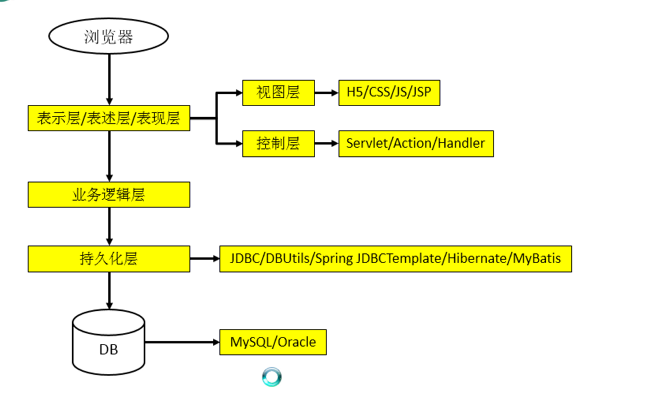 浏览器
表示层/表述层/表现层
视图层
H5/CSS/JS/JSP
控制层
Servlet/Action/Handler
业务逻辑层
持久化层
JDBC/DBUtils/Spring JDBCTemplate/Hibernate/MyBatis
DB
MySQL/Oracle